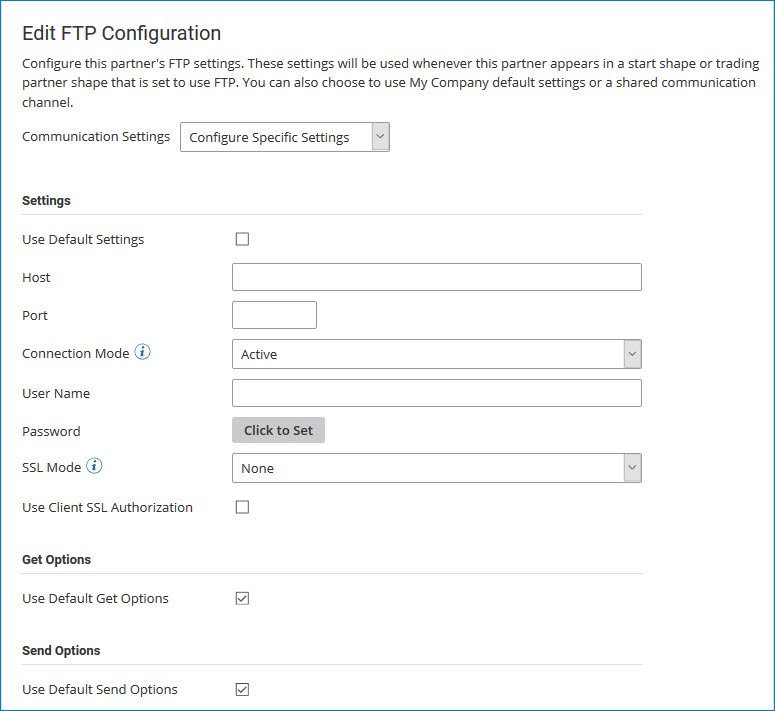 Edit FTP Configuration
Configure this partner's FTP settings. These settings will be used whenever this partner appears in a start shape or trading
partner shape that is set to use FTP. You can also choose to use My Company default settings or a shared communication
channel.
Communication Settings Configure Specific Settings
Settings
Use Default Settings
Host
Port
Connection Mode i Active
User Name
Password Click to Set
SSL Mode i None
Use Client SSL Authorization
Get Options
Use Default Get Options
Send Options
Use Default Send Options